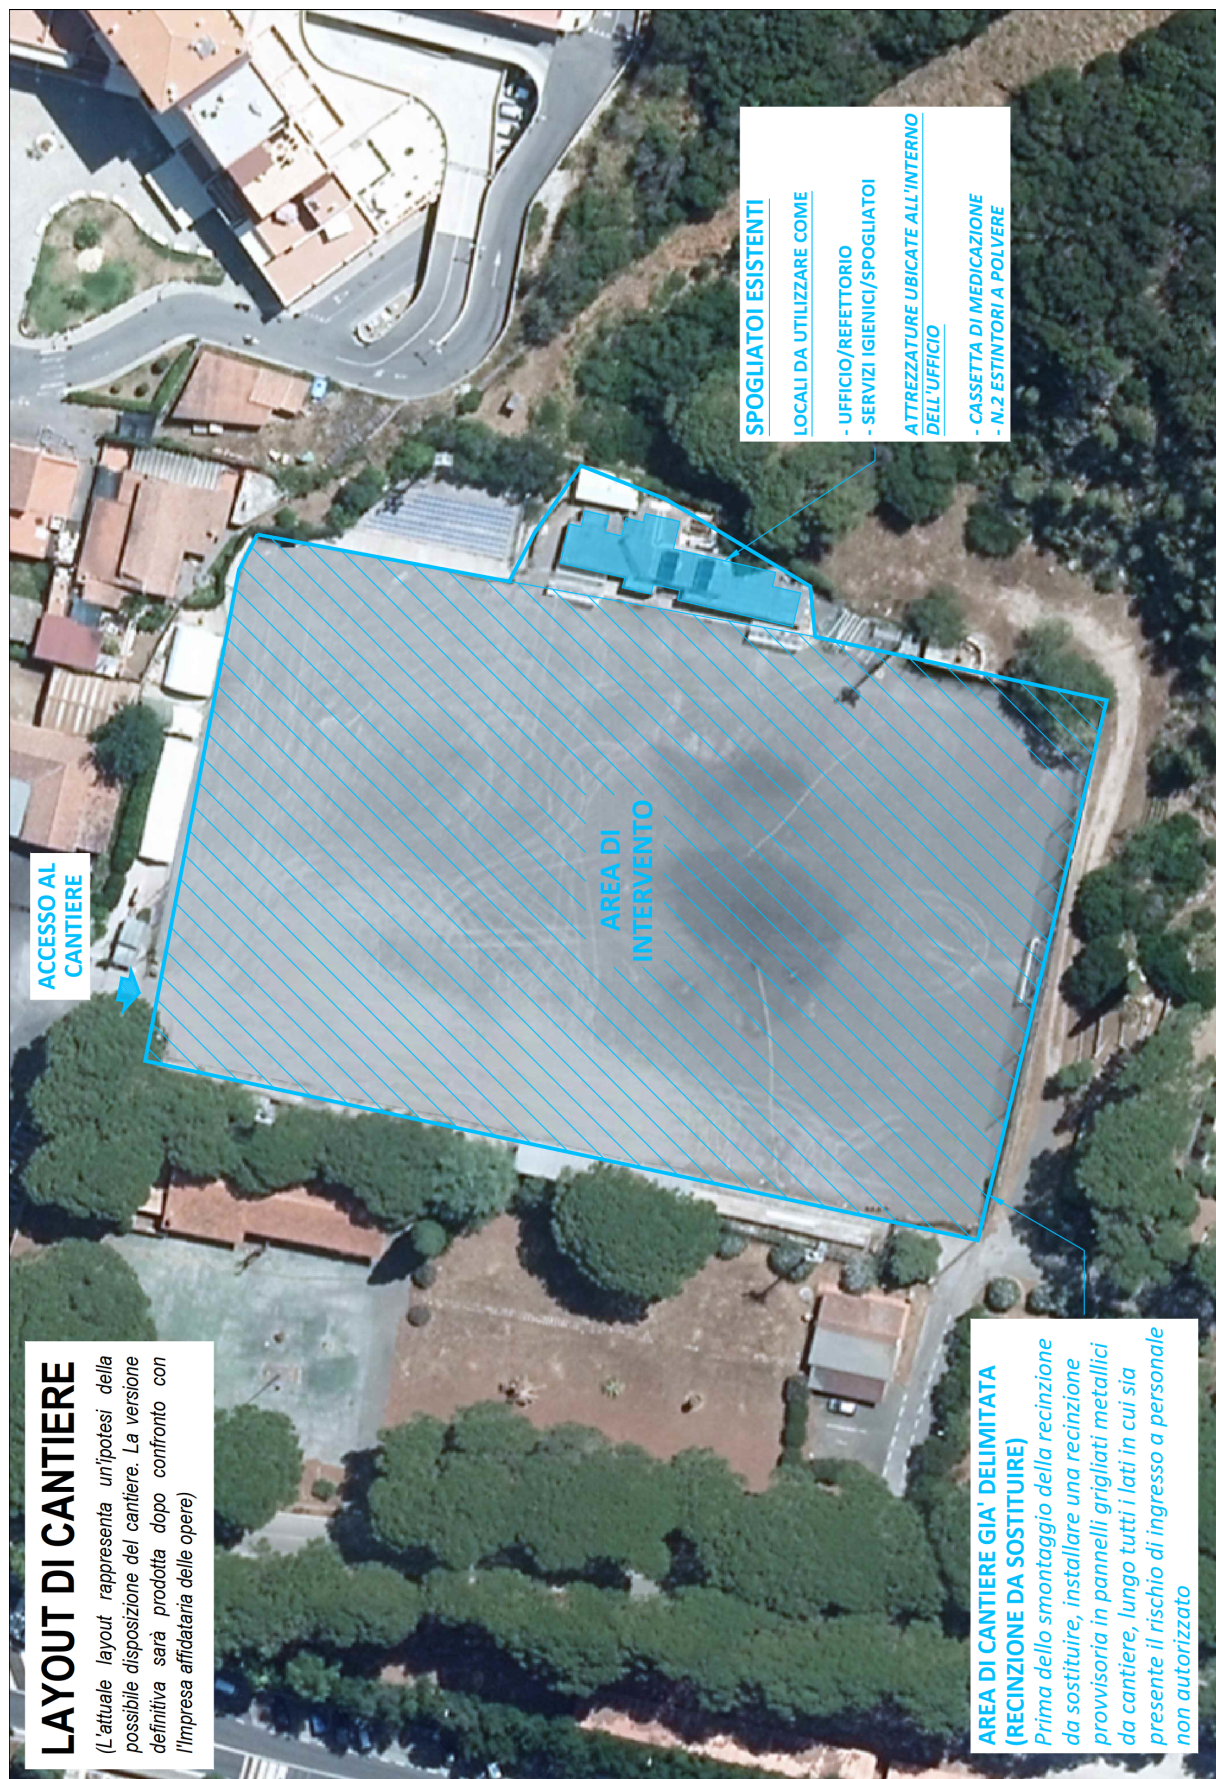 LAYOUT DI CANTIERE
(L'attuale layout rappresenta un'ipotesi della
possibile disposizione del cantiere. La versione
definitiva sarà prodotta dopo confronto con
l'Impresa affidataria delle opere)
ACCESSO AL
CANTIERE
AREA DI
INTERVENTO
SPOGLIATOI ESISTENTI
LOCALI DA UTILIZZARE COME
- UFFICIO/REFETTORIO
- SERVIZI IGIENICI/SPOGLIATOI
ATTREZZATURE UBICATE ALL'INTERNO
DELL'UFFICIO
- CASSETTA DI MEDICAZIONE
- N.2 ESTINTORI A POLVERE
AREA DI CANTIERE GIA' DELIMITATA
(RECINZIONE DA SOSTITUIRE)
Prima dello smontaggio della recinzione
da sostituire, installare una recinzione
provvisoria in pannelli grigliati metallici
da cantiere, lungo tutti i lati in cui sia
presente il rischio di ingresso a personale
non autorizzato